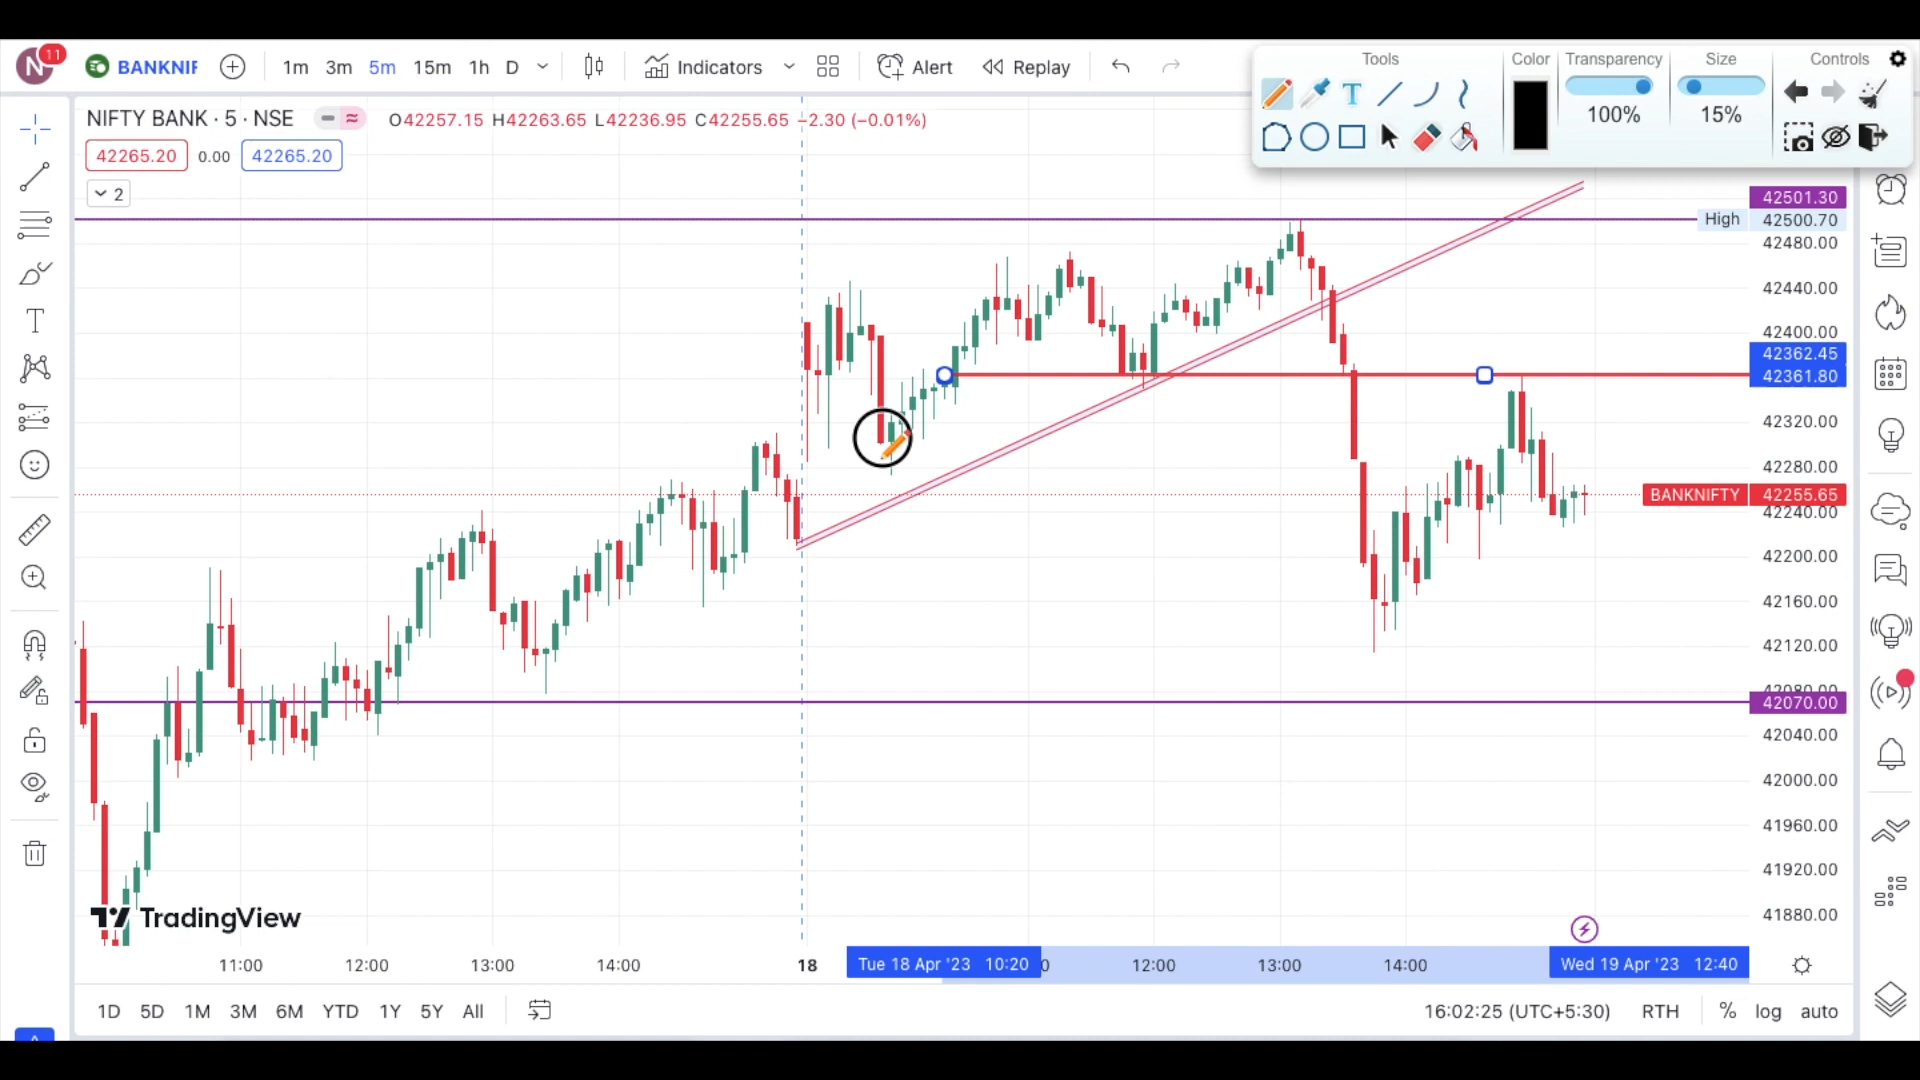 N 11 BANKNIF 1m 3m 5m 15m 1h D Indicators Alert Replay
Tools Color Transparency Size Controls
T
100% 15%
NIFTY BANK · 5 · NSE O42257.15 H42263.65 L42236.95 C42255.65 −2.30 (−0.01%)
42265.20 0.00 42265.20
2
42501.30
High 42500.70
42480.00
42440.00
42400.00
42362.45
42361.80
42320.00
42280.00
BANKNIFTY 42255.65
42240.00
42200.00
42160.00
42120.00
42080.00
42070.00
42040.00
42000.00
41960.00
41920.00
41880.00
TradingView
11:00 12:00 13:00 14:00 18 Tue 18 Apr '23 10:20 0 12:00 13:00 14:00 Wed 19 Apr '23 12:40
1D 5D 1M 3M 6M YTD 1Y 5Y All 16:02:25 (UTC+5:30) RTH % log auto